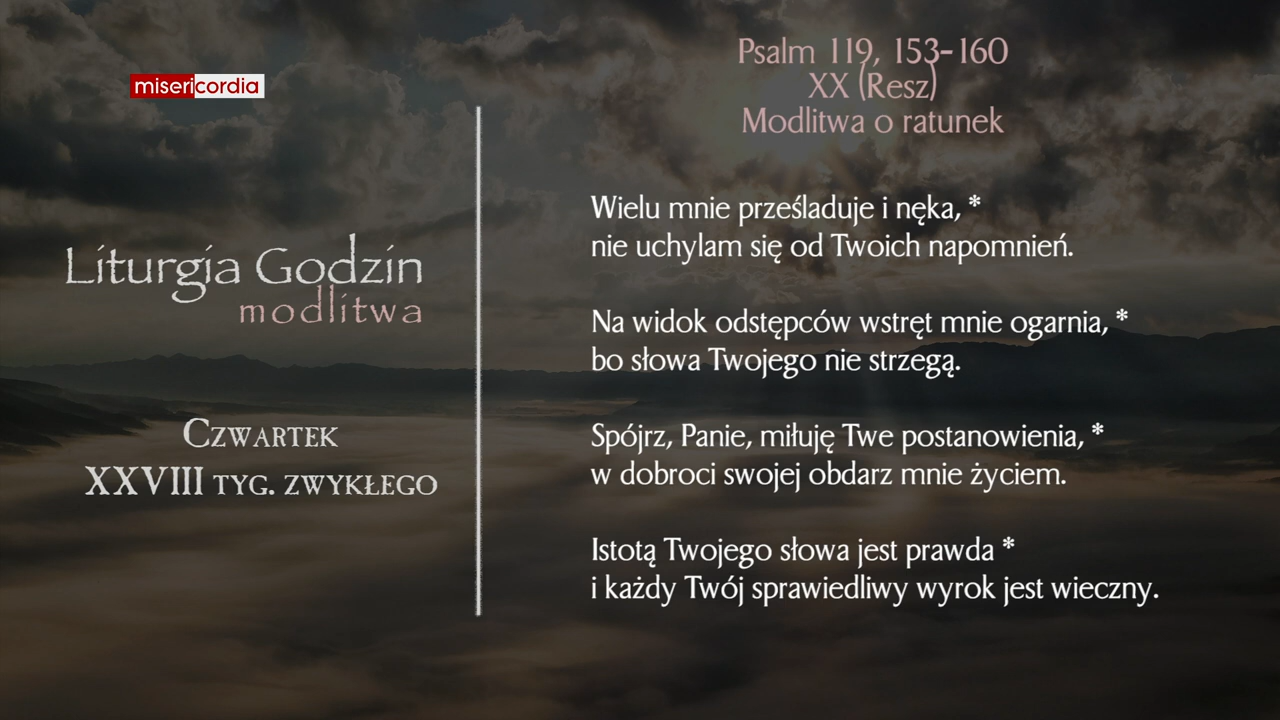 misericordia
Liturgia Godzin
modlitwa
Czwartek
XXVIII tyg. zwykłego
Psalm 119, 153-160
XX (Resz)
Modlitwa o ratunek
Wielu mnie prześladuje i nęka, *
nie uchylam się od Twoich napomnień.
Na widok odstępców wstręt mnie ogarnia, *
bo słowa Twojego nie strzegą.
Spójrz, Panie, miłuję Twe postanowienia, *
w dobroci swojej obdarz mnie życiem.
Istotą Twojego słowa jest prawda *
i każdy Twój sprawiedliwy wyrok jest wieczny.